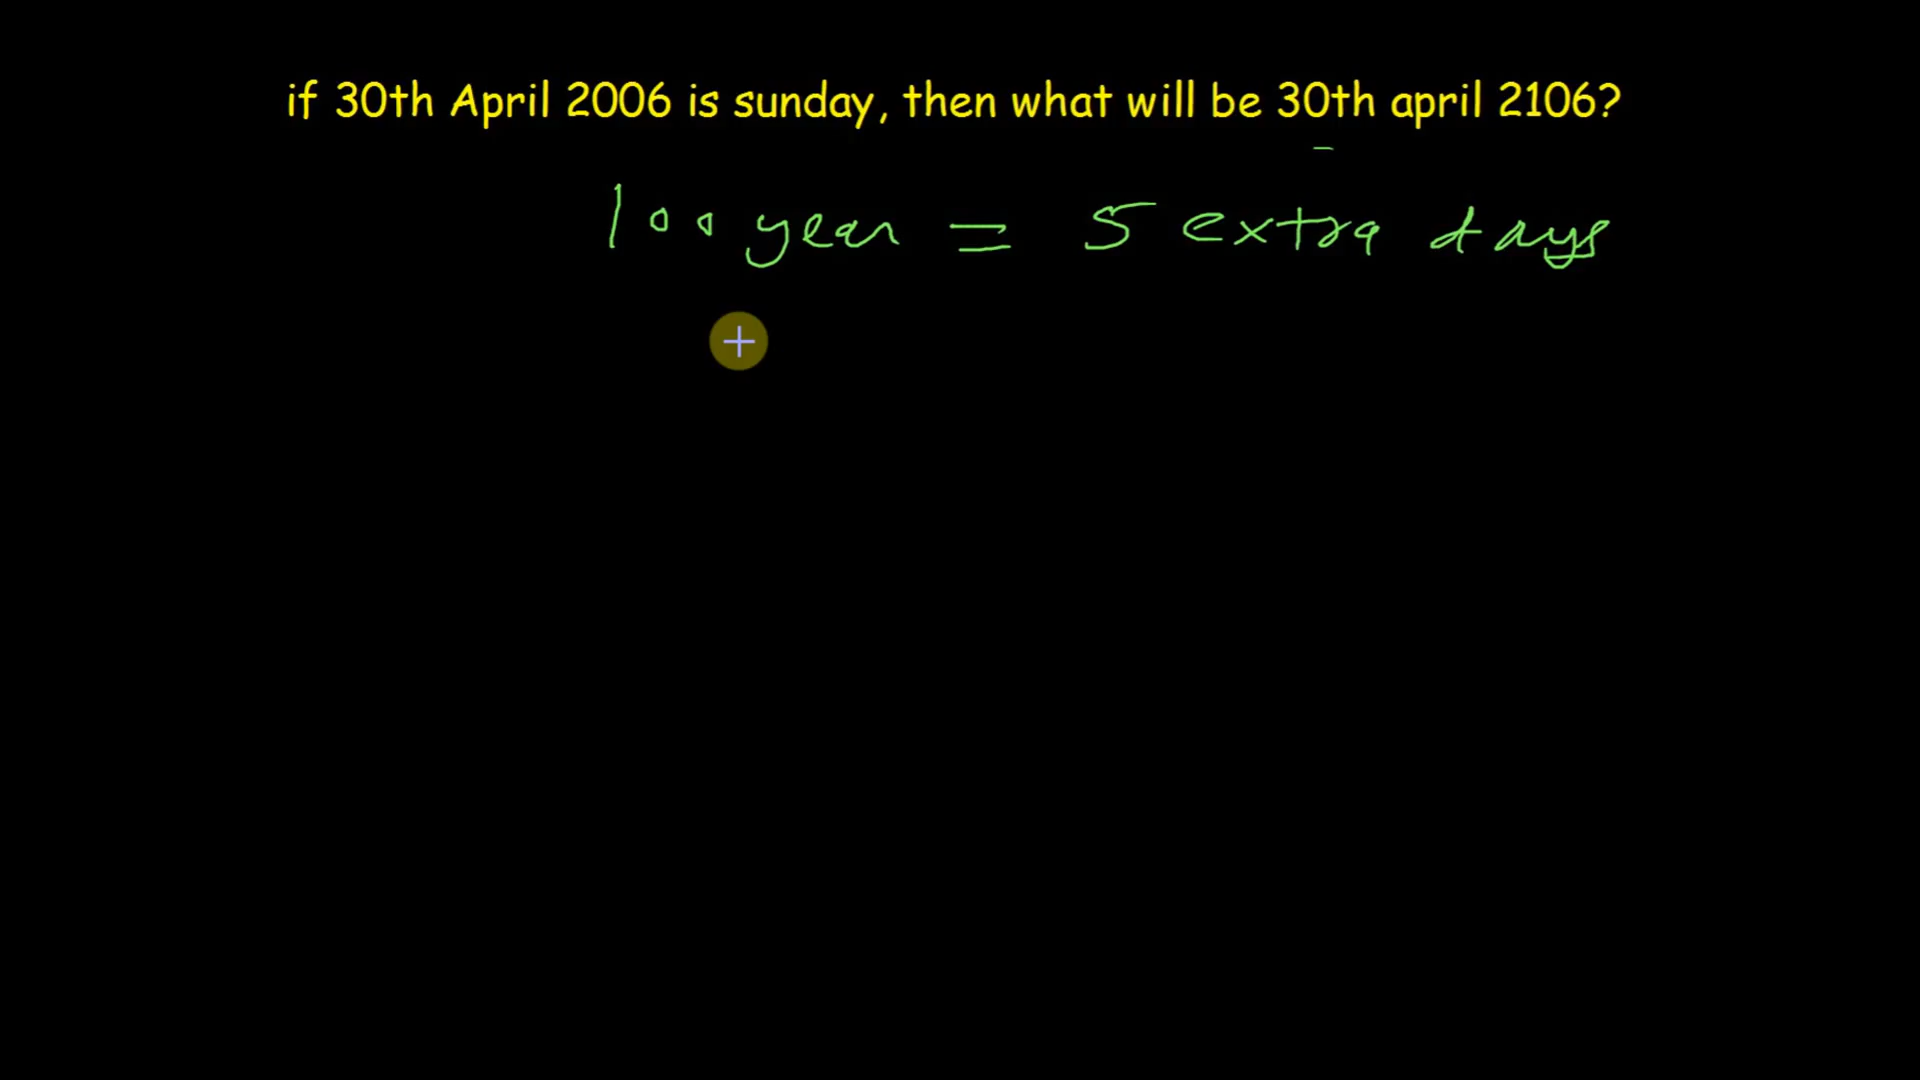 if 30th April 2006 is sunday, then what will be 30th april 2106?
100 year = 5 extra days